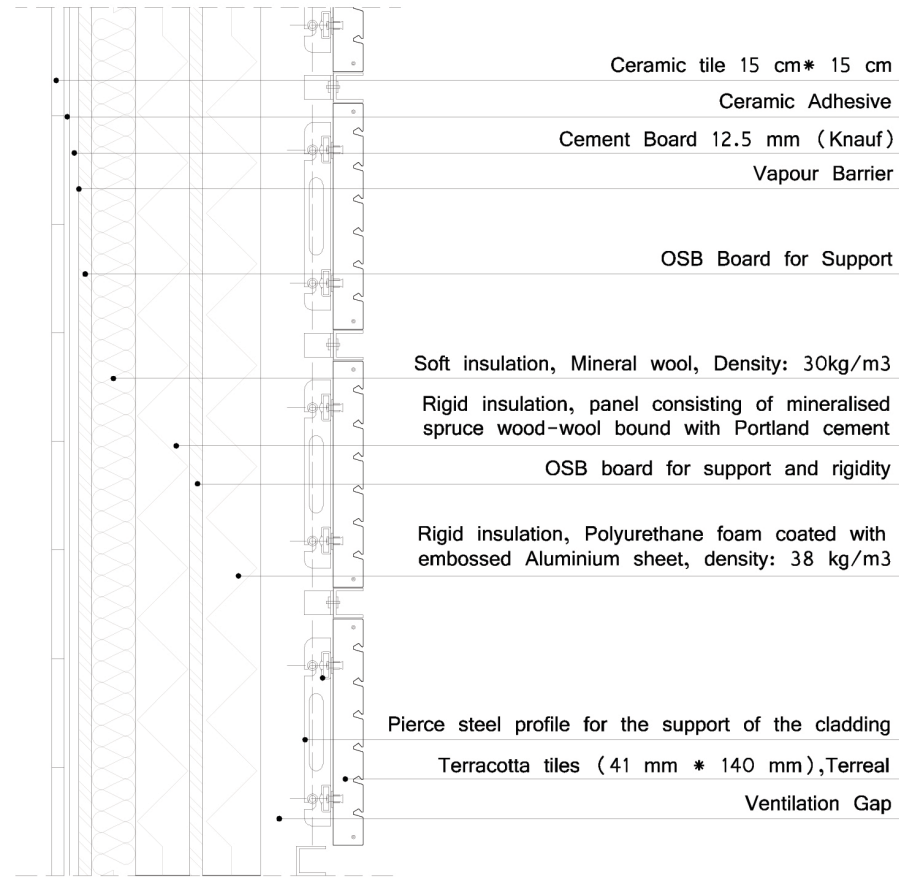 Ceramic tile 15 cm* 15 cm
Ceramic Adhesive
Cement Board 12.5 mm (Knauf)
Vapour Barrier
OSB Board for Support
Soft insulation, Mineral wool, Density: 30kg/m3
Rigid insulation, panel consisting of mineralised
spruce wood-wool bound with Portland cement
OSB board for support and rigidity
Rigid insulation, Polyurethane foam coated with
embossed Aluminium sheet, density: 38 kg/m3
Pierce steel profile for the support of the cladding
Terracotta tiles (41 mm * 140 mm),Terreal
Ventilation Gap